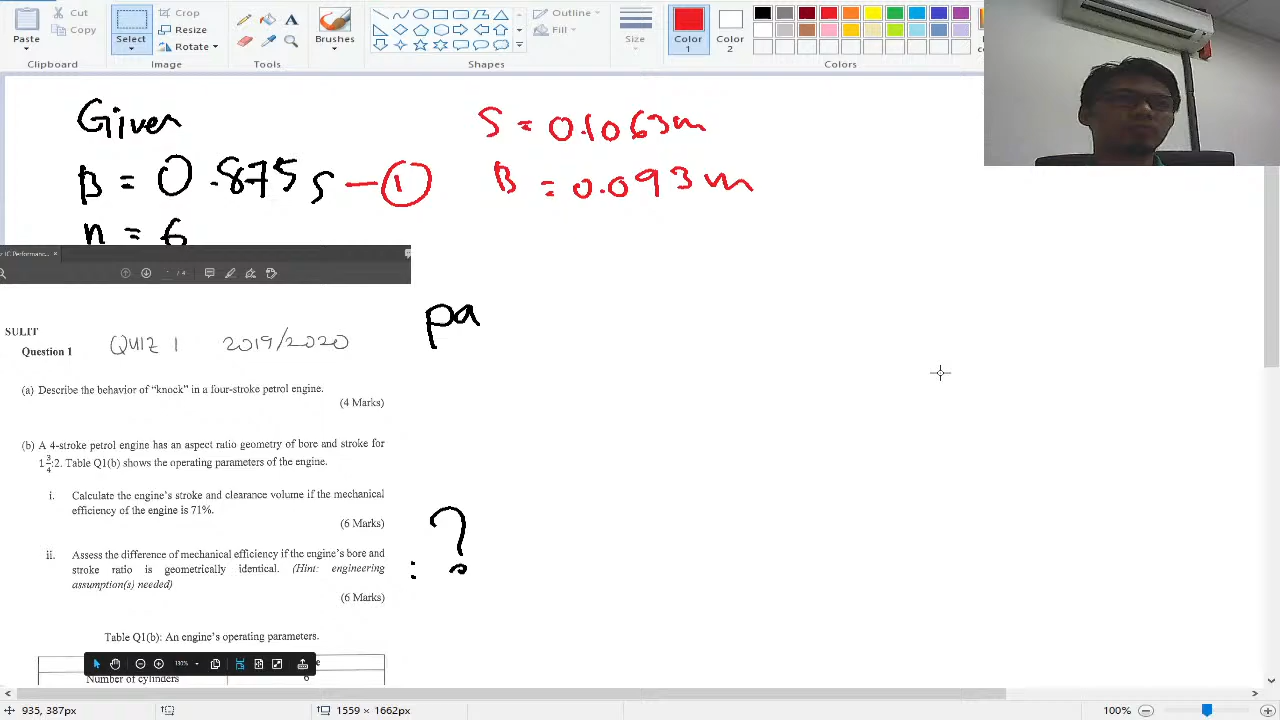 Paste
Cut
Copy
Clipboard
Select
Crop
Resize
Rotate
Image
A
Tools
Brushes
Shapes
Outline
Fill
Size
Color 1
Color 2
Colors
Given
B = 0.875 S — ①
n = 6
S = 0.1063m
B = 0.093m
IC.Performanc...
/ 4
SULIT
QUIZ 1 2019/2020
Question 1
(a) Describe the behavior of "knock" in a four-stroke petrol engine.
(4 Marks)
(b) A 4-stroke petrol engine has an aspect ratio geometry of bore and stroke for
1 3/4:2. Table Q1(b) shows the operating parameters of the engine.
i. Calculate the engine's stroke and clearance volume if the mechanical
efficiency of the engine is 71%.
(6 Marks)
ii. Assess the difference of mechanical efficiency if the engine's bore and
stroke ratio is geometrically identical. (Hint: engineering
assumption(s) needed)
(6 Marks)
Table Q1(b): An engine's operating parameters.
Number of cylinders 6
pa
: ?
935, 387px
1559 × 1662px
100%